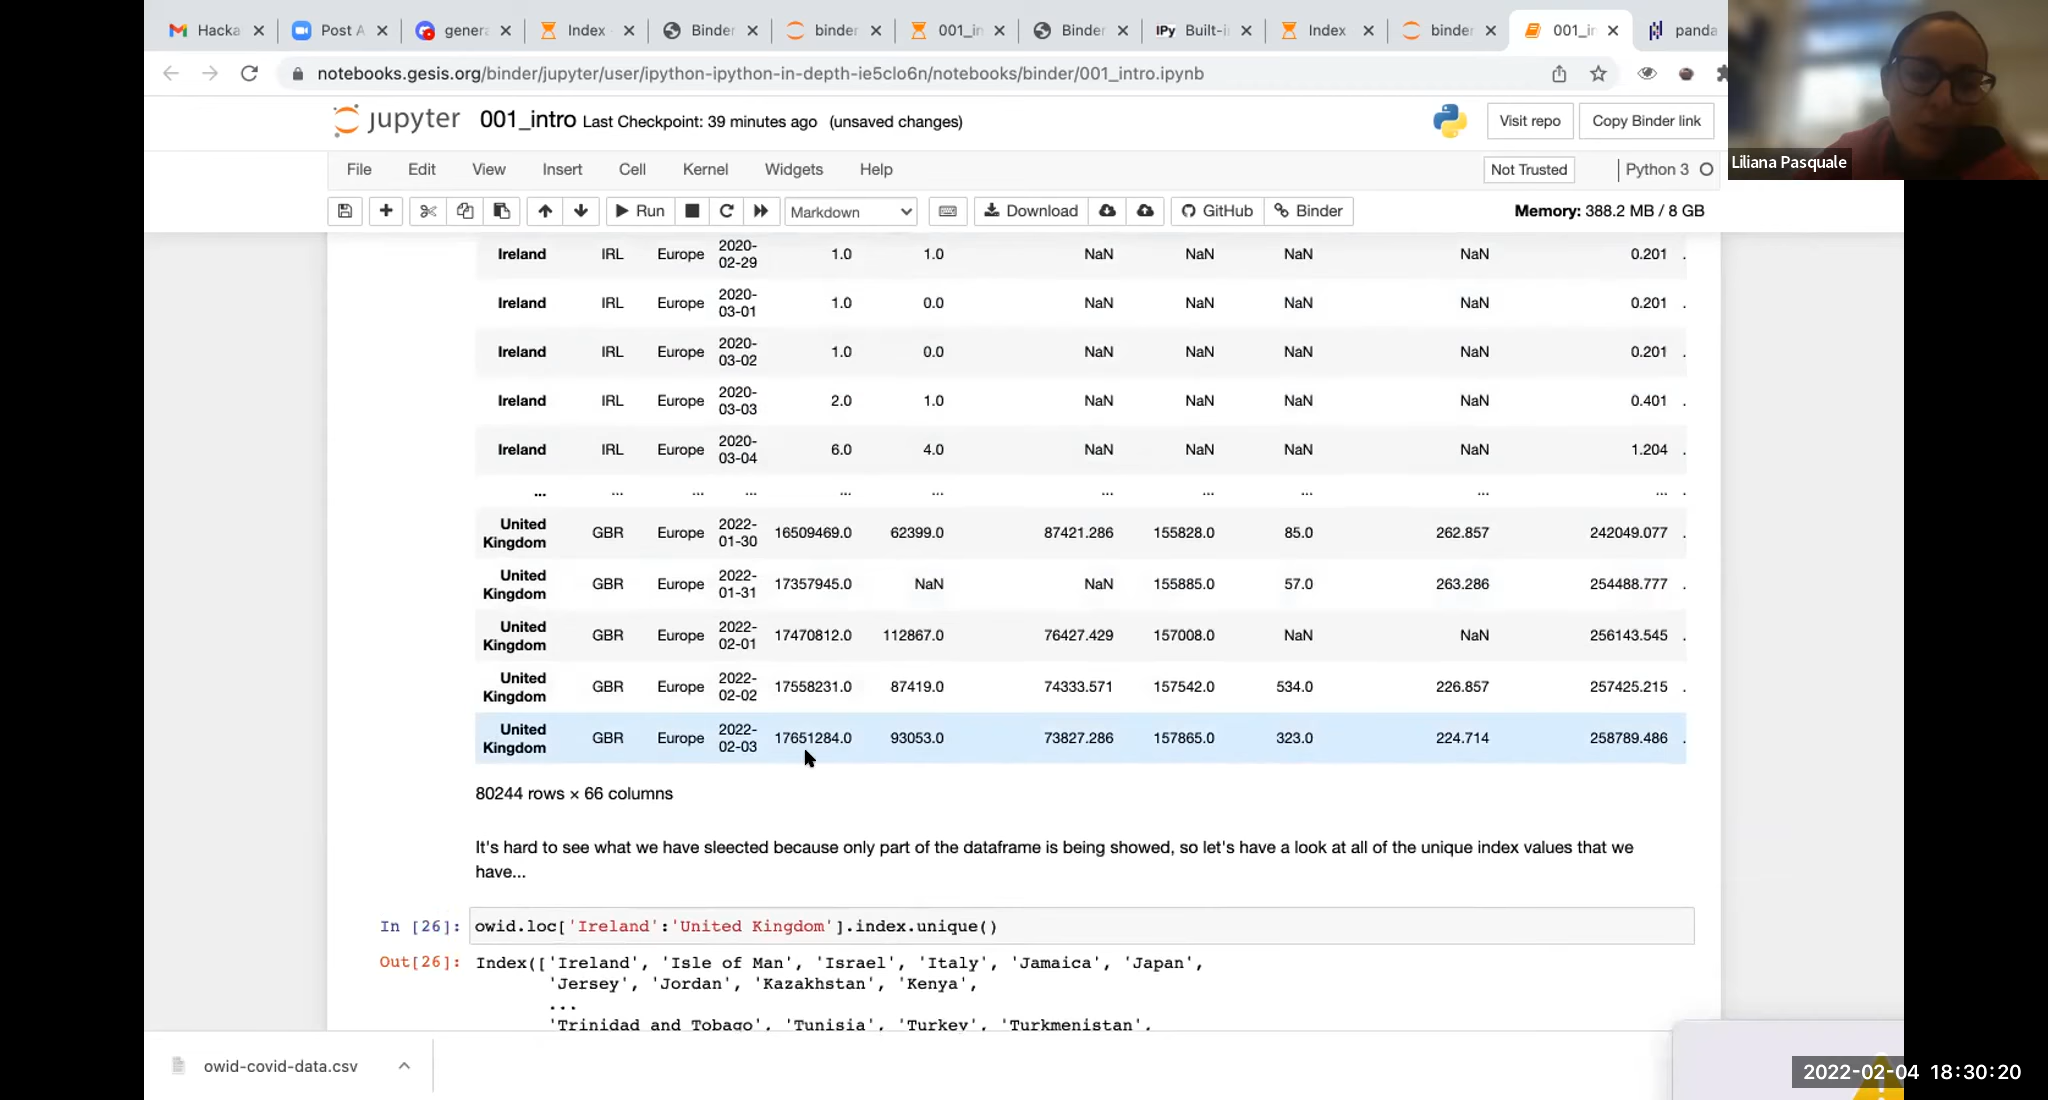 Hacka
Post A
gener
Index
Binder
binder
001_in
Binder
IPy Built-i
Index
binder
001_in
panda
notebooks.gesis.org/binder/jupyter/user/ipython-ipython-in-depth-ie5clo6n/notebooks/binder/001_intro.ipynb
jupyter 001_intro Last Checkpoint: 39 minutes ago (unsaved changes)
Visit repo
Copy Binder link
Liliana Pasquale
File Edit View Insert Cell Kernel Widgets Help
Not Trusted
Python 3
Run
Markdown
Download
GitHub
Binder
Memory: 388.2 MB / 8 GB
Ireland IRL Europe 2020-02-29 1.0 1.0 NaN NaN NaN NaN 0.201 .
Ireland IRL Europe 2020-03-01 1.0 0.0 NaN NaN NaN NaN 0.201 .
Ireland IRL Europe 2020-03-02 1.0 0.0 NaN NaN NaN NaN 0.201 .
Ireland IRL Europe 2020-03-03 2.0 1.0 NaN NaN NaN NaN 0.401 .
Ireland IRL Europe 2020-03-04 6.0 4.0 NaN NaN NaN NaN 1.204 .
... ... ... ... ... ... ... ... ... ... ... .
United Kingdom GBR Europe 2022-01-30 16509469.0 62399.0 87421.286 155828.0 85.0 262.857 242049.077 .
United Kingdom GBR Europe 2022-01-31 17357945.0 NaN NaN 155885.0 57.0 263.286 254488.777 .
United Kingdom GBR Europe 2022-02-01 17470812.0 112867.0 76427.429 157008.0 NaN NaN 256143.545 .
United Kingdom GBR Europe 2022-02-02 17558231.0 87419.0 74333.571 157542.0 534.0 226.857 257425.215 .
United Kingdom GBR Europe 2022-02-03 17651284.0 93053.0 73827.286 157865.0 323.0 224.714 258789.486 .
80244 rows × 66 columns
It's hard to see what we have sleected because only part of the dataframe is being showed, so let's have a look at all of the unique index values that we
have...
In [26]: owid.loc['Ireland':'United Kingdom'].index.unique()
Out[26]: Index(['Ireland', 'Isle of Man', 'Israel', 'Italy', 'Jamaica', 'Japan',
'Jersey', 'Jordan', 'Kazakhstan', 'Kenya',
...
'Trinidad and Tobago', 'Tunisia', 'Turkey', 'Turkmenistan',
owid-covid-data.csv
2022-02-04 18:30:20